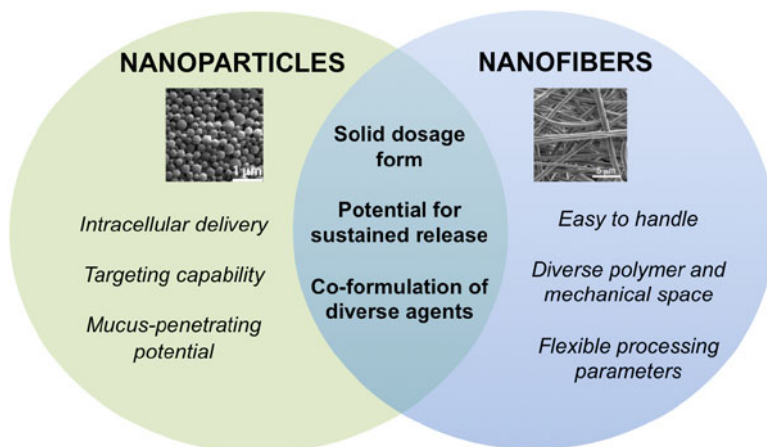 NANOPARTICLES
1 μm
Intracellular delivery
Targeting capability
Mucus-penetrating
potential
Solid dosage
form
Potential for
sustained release
Co-formulation of
diverse agents
NANOFIBERS
5 μm
Easy to handle
Diverse polymer and
mechanical space
Flexible processing
parameters